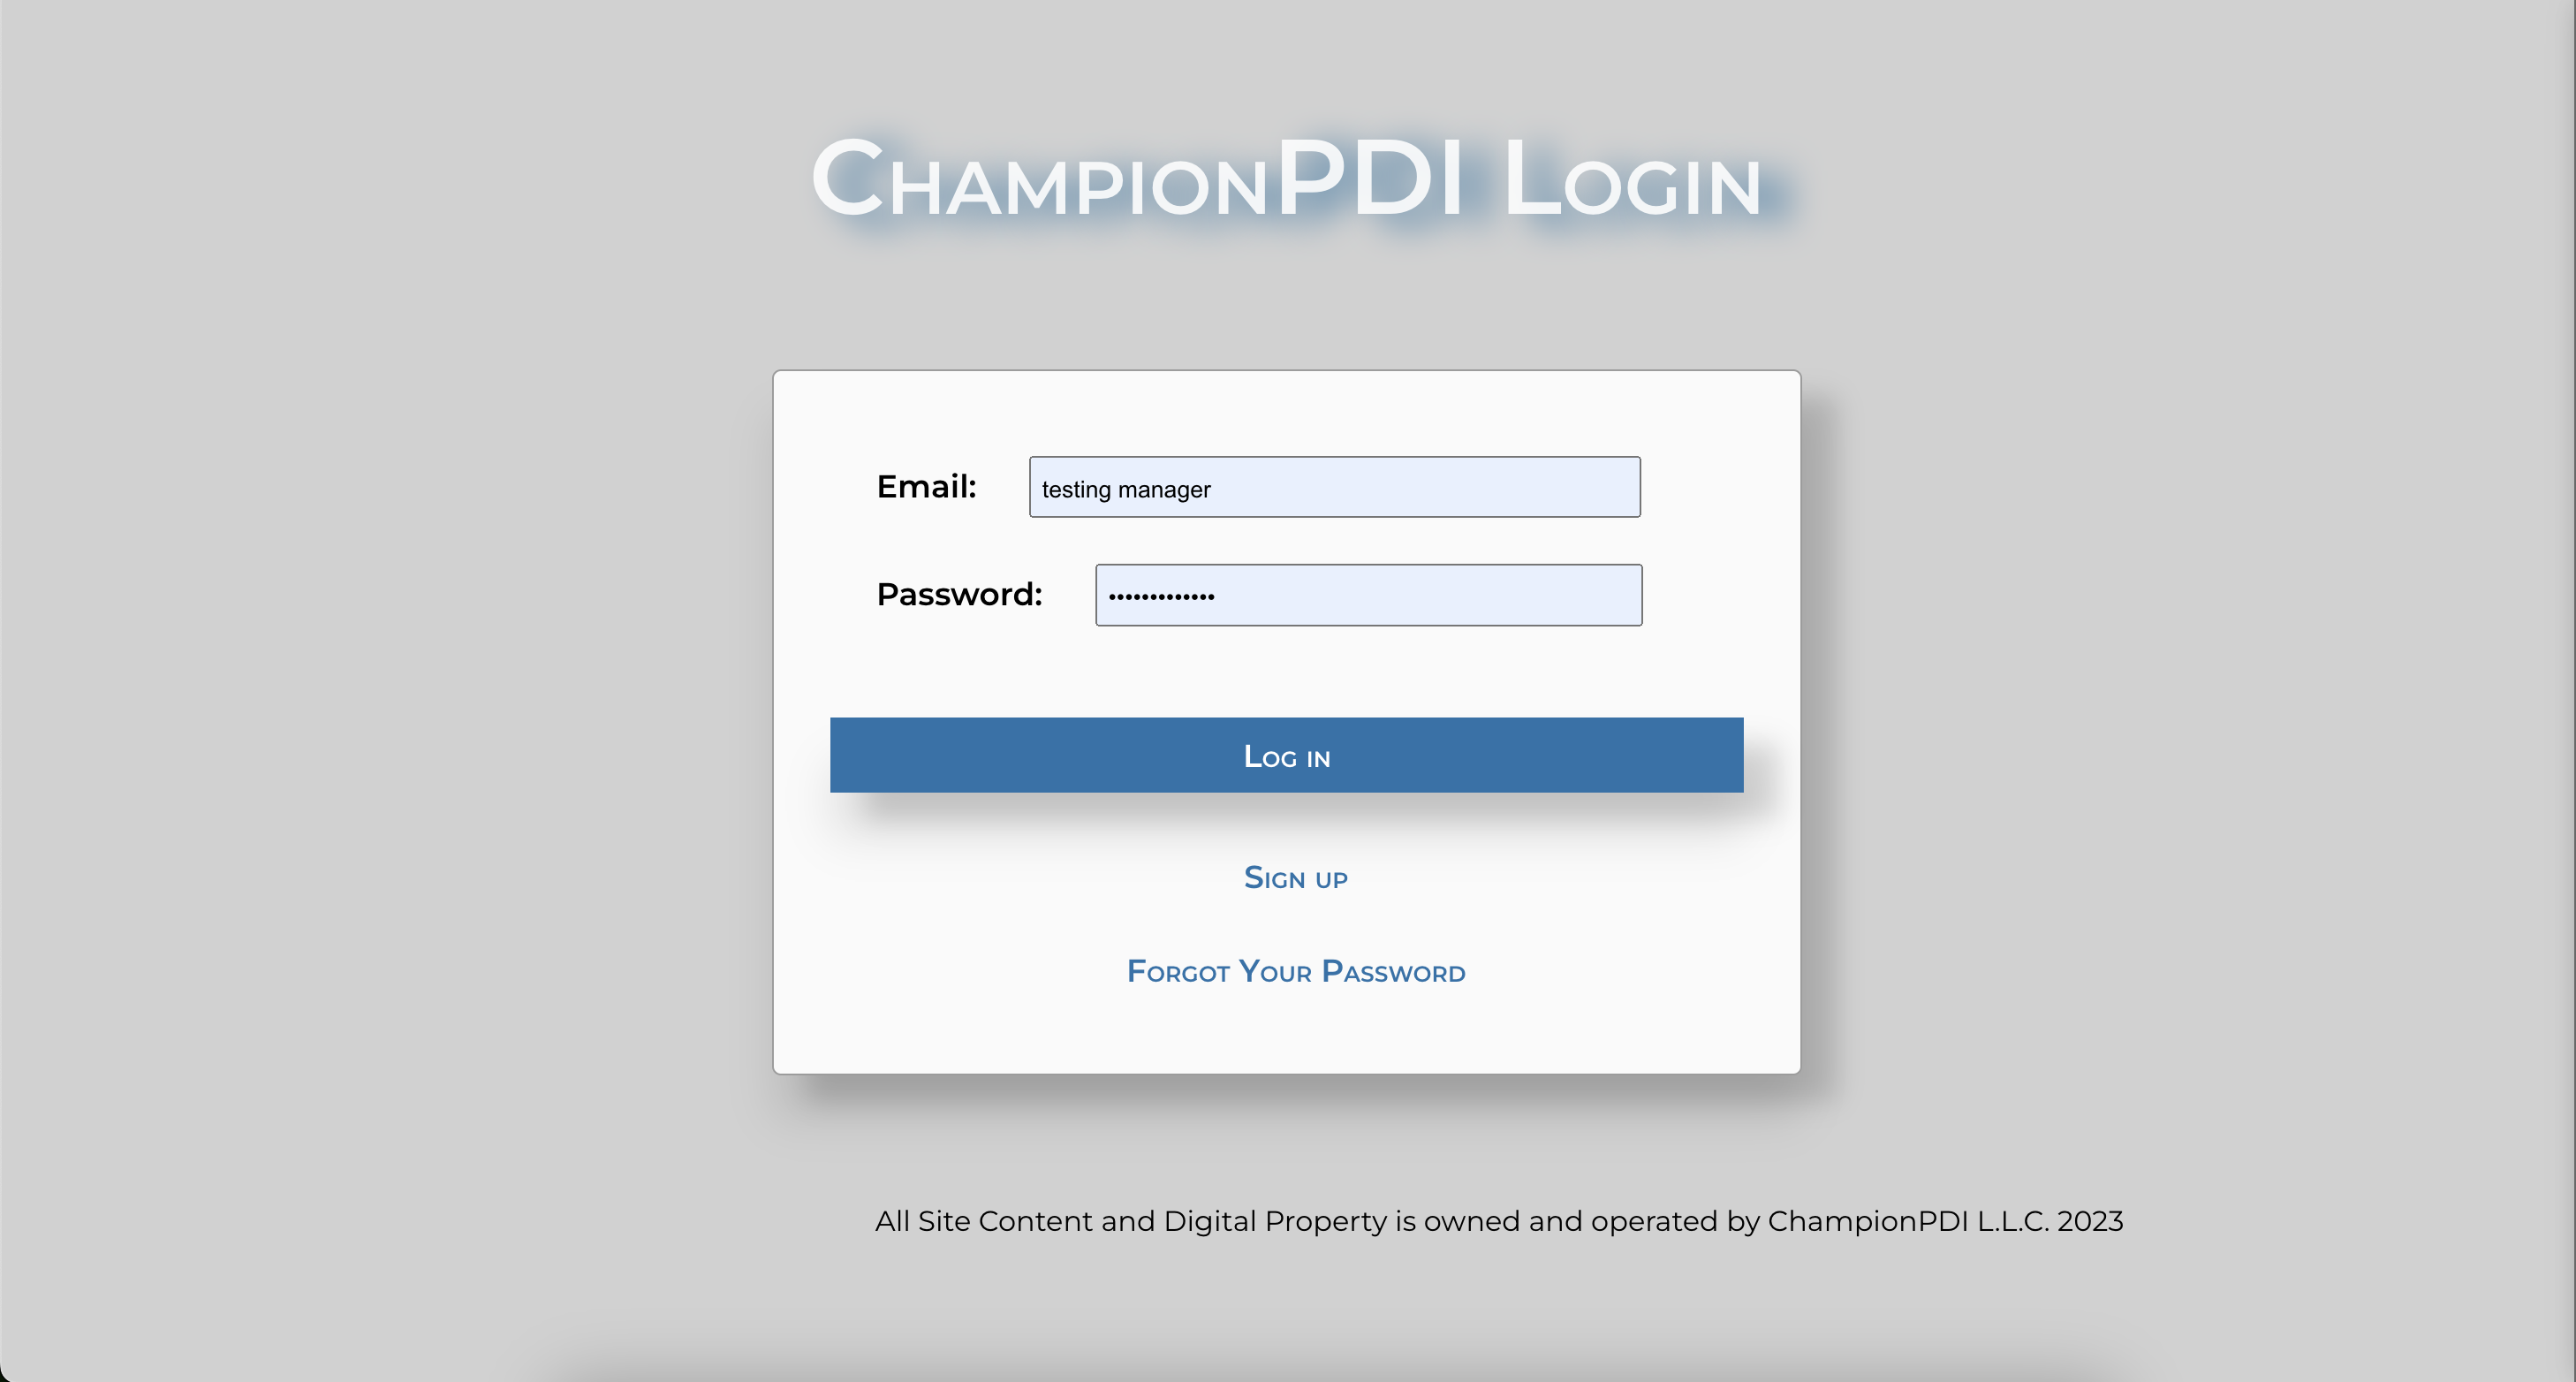 ChampionPDI Login
Email: testing manager
Password: •••••••••••••
Log in
Sign up
Forgot Your Password
All Site Content and Digital Property is owned and operated by ChampionPDI L.L.C. 2023